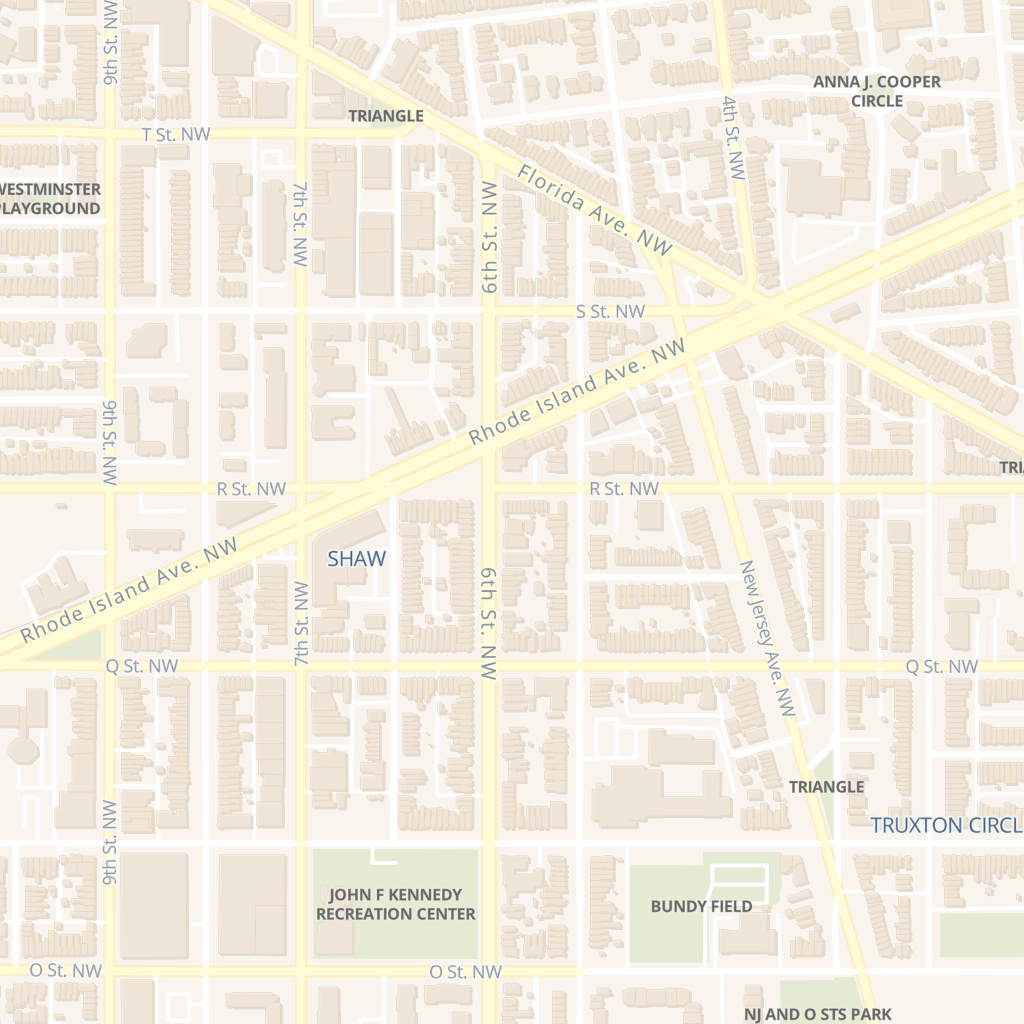 9th St. NW
ANNA J. COOPER
CIRCLE
TRIANGLE
4th St. NW
T St. NW
WESTMINSTER
PLAYGROUND
7th St. NW
6th St. NW
Florida Ave. NW
S St. NW
Rhode Island Ave. NW
9th St. NW
TRIA
R St. NW
R St. NW
SHAW
Rhode Island Ave. NW
7th St. NW
6th St. NW
New Jersey Ave. NW
Q St. NW
Q St. NW
TRIANGLE
TRUXTON CIRCL
9th St. NW
JOHN F KENNEDY
RECREATION CENTER
BUNDY FIELD
O St. NW
O St. NW
NJ AND O STS PARK